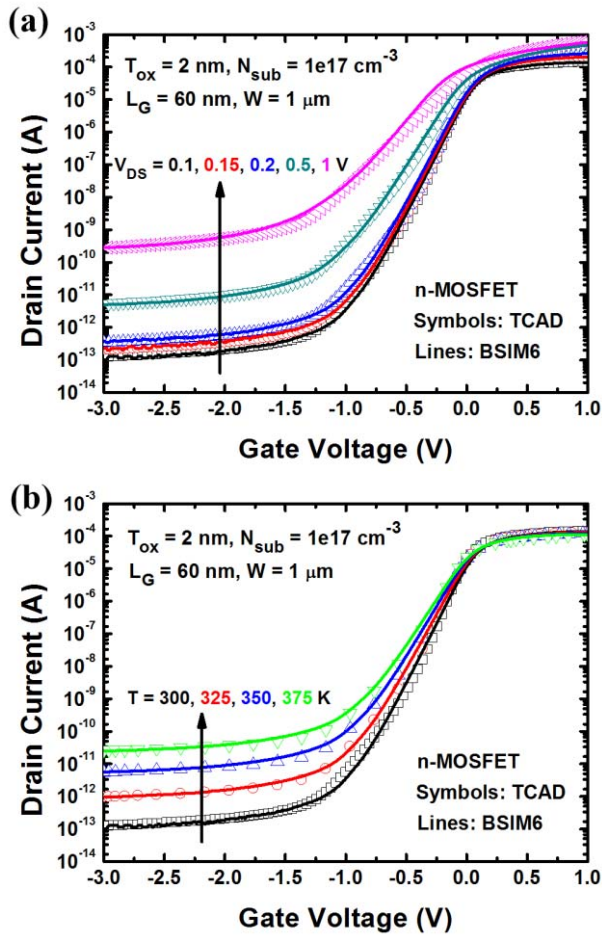 (a)
10⁻³
10⁻⁴
10⁻⁵
10⁻⁶
10⁻⁷
10⁻⁸
10⁻⁹
10⁻¹⁰
10⁻¹¹
10⁻¹²
10⁻¹³
10⁻¹⁴
Drain Current (A)
Tox = 2 nm, Nsub = 1e17 cm⁻³
LG = 60 nm, W = 1 μm
VDS = 0.1, 0.15, 0.2, 0.5, 1 V
n-MOSFET
Symbols: TCAD
Lines: BSIM6
-3.0 -2.5 -2.0 -1.5 -1.0 -0.5 0.0 0.5 1.0
Gate Voltage (V)
(b)
10⁻³
10⁻⁴
10⁻⁵
10⁻⁶
10⁻⁷
10⁻⁸
10⁻⁹
10⁻¹⁰
10⁻¹¹
10⁻¹²
10⁻¹³
10⁻¹⁴
Drain Current (A)
Tox = 2 nm, Nsub = 1e17 cm⁻³
LG = 60 nm, W = 1 μm
T = 300, 325, 350, 375 K
n-MOSFET
Symbols: TCAD
Lines: BSIM6
-3.0 -2.5 -2.0 -1.5 -1.0 -0.5 0.0 0.5 1.0
Gate Voltage (V)